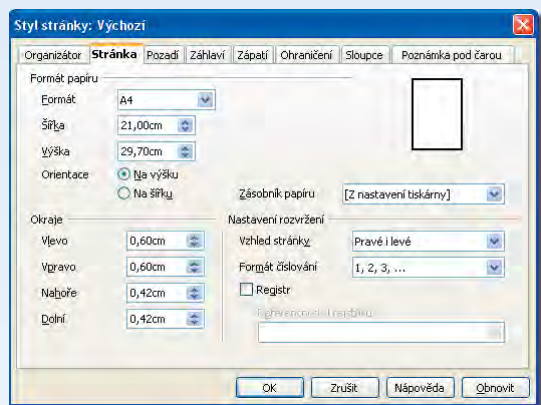 Styl stránky: Výchozí
Organizátor Stránka Pozadí Záhlaví Zápatí Ohraničení Sloupce Poznámka pod čarou
Formát papíru
Formát A4
Šířka 21,00cm
Výška 29,70cm
Orientace Na výšku
Na šířku
Zásobník papíru [Z nastavení tiskárny]
Okraje
Vlevo 0,60cm
Vpravo 0,60cm
Nahoře 0,42cm
Dolní 0,42cm
Nastavení rozvržení
Vzhled stránky Pravé i levé
Formát číslování 1, 2, 3, ...
Registr
OK Zrušit Nápověda Obnovit